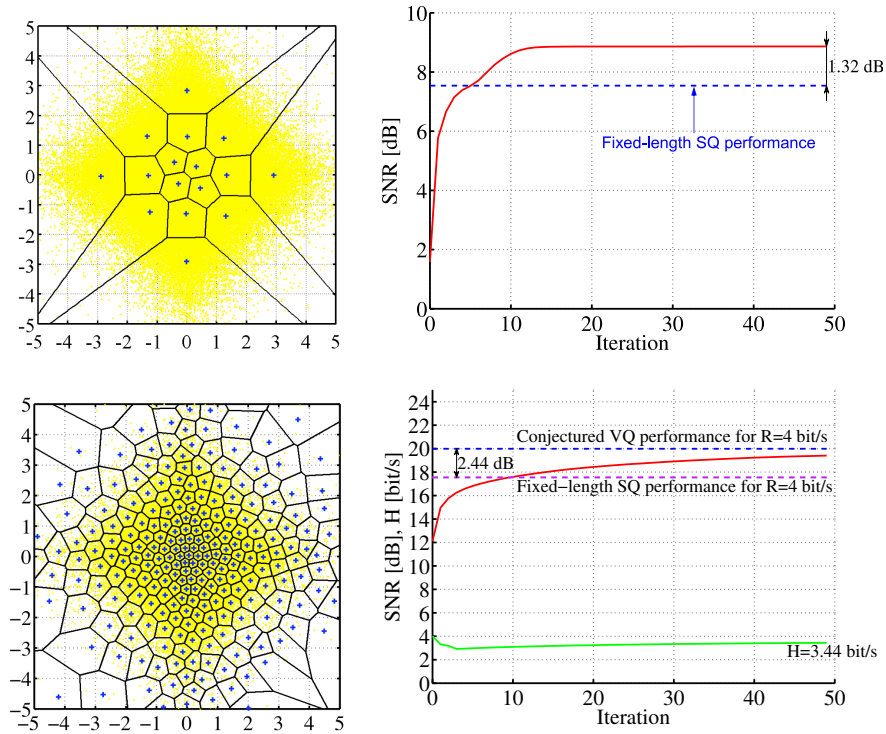 5
4
3
2
1
0
-1
-2
-3
-4
-5
-5 -4 -3 -2 -1 0 1 2 3 4 5
10
8
6
4
2
0
SNR [dB]
1.32 dB
Fixed-length SQ performance
0 10 20 30 40 50
Iteration
5
4
3
2
1
0
−1
−2
−3
−4
−5
−5 −4 −3 −2 −1 0 1 2 3 4 5
24
22
20
18
16
14
12
10
8
6
4
2
0
SNR [dB], H [bit/s]
Conjectured VQ performance for R=4 bit/s
2.44 dB
Fixed−length SQ performance for R=4 bit/s
H=3.44 bit/s
0 10 20 30 40 50
Iteration